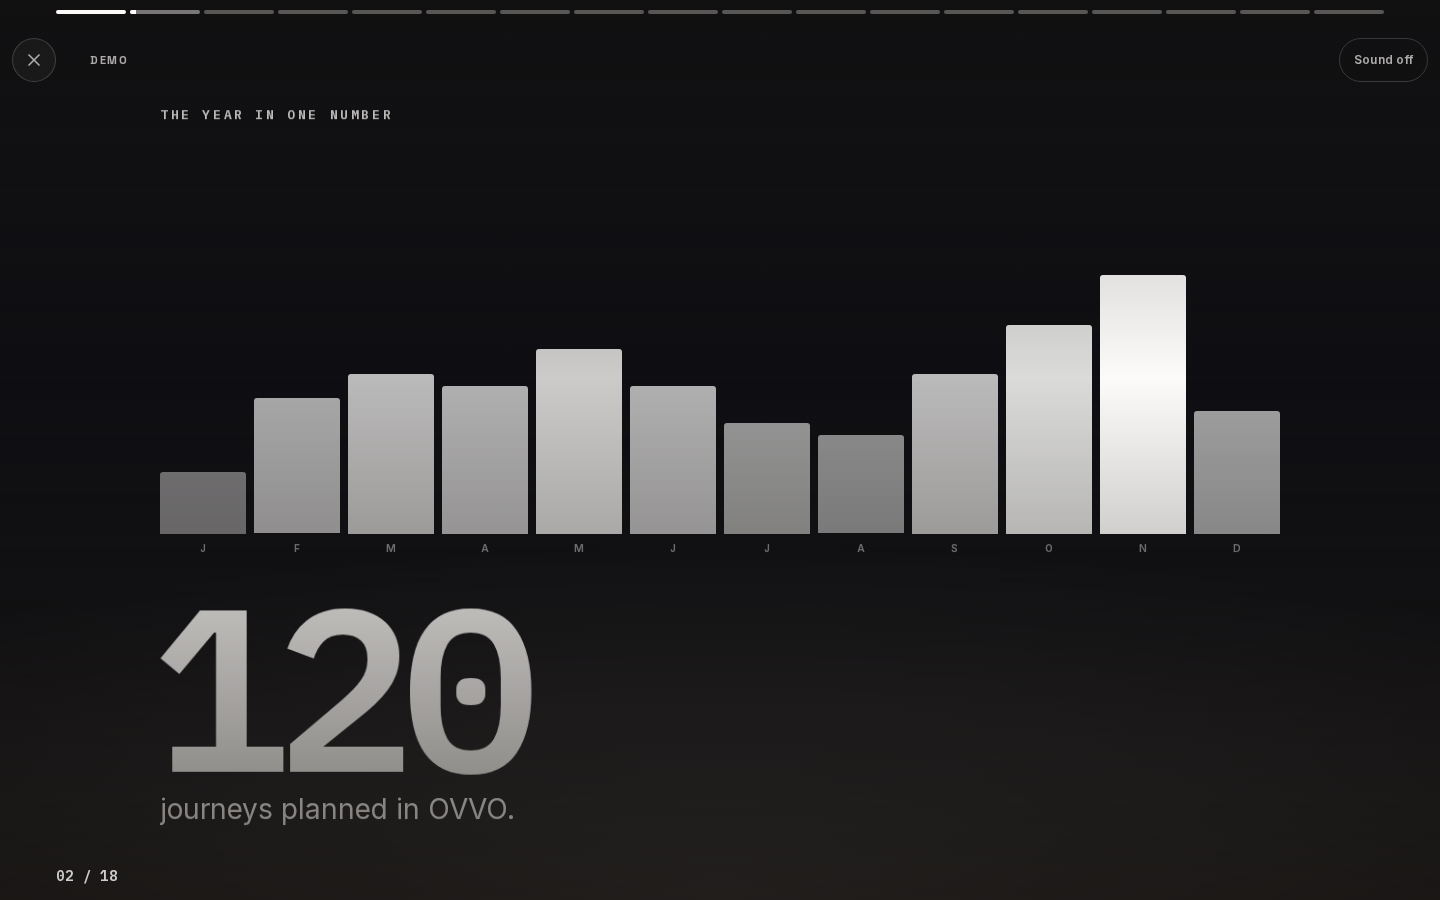 DEMO
Sound off
THE YEAR IN ONE NUMBER
J F M A M J J A S O N D
120
journeys planned in OVVO.
02 / 18